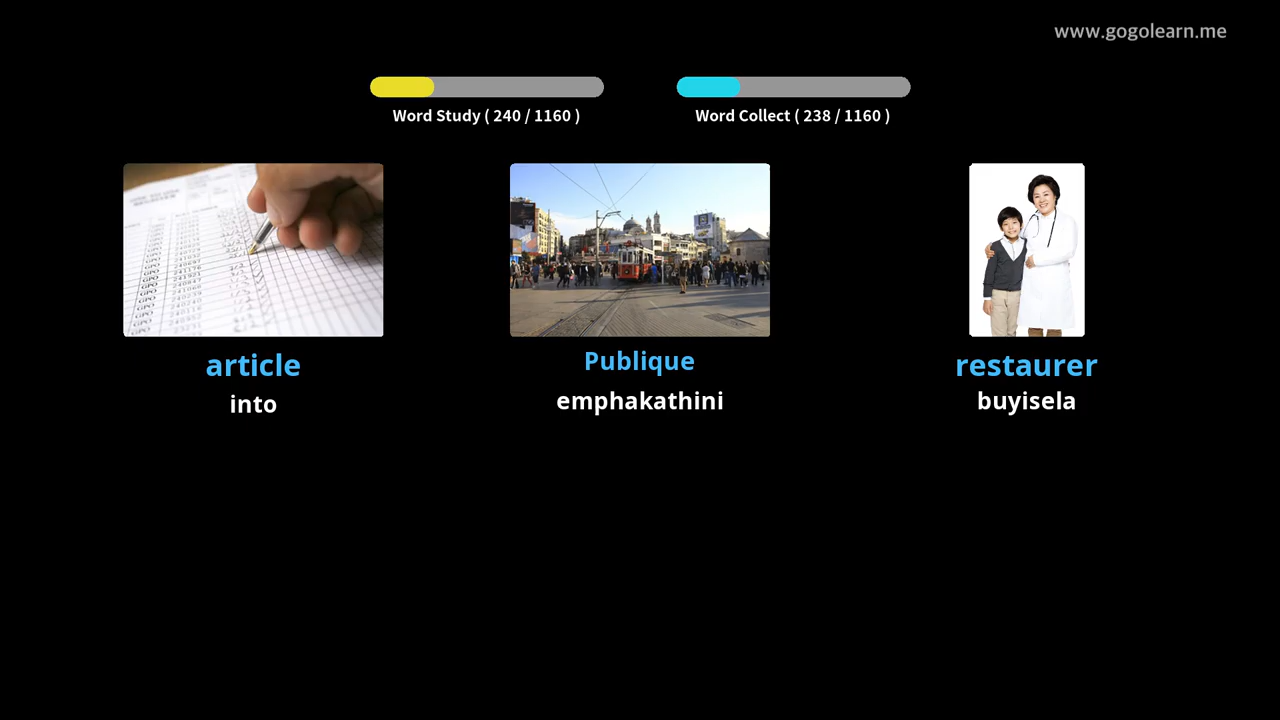 www.gogolearn.me
Word Study ( 240 / 1160 )
Word Collect ( 238 / 1160 )
article
into
Publique
emphakathini
restaurer
buyisela